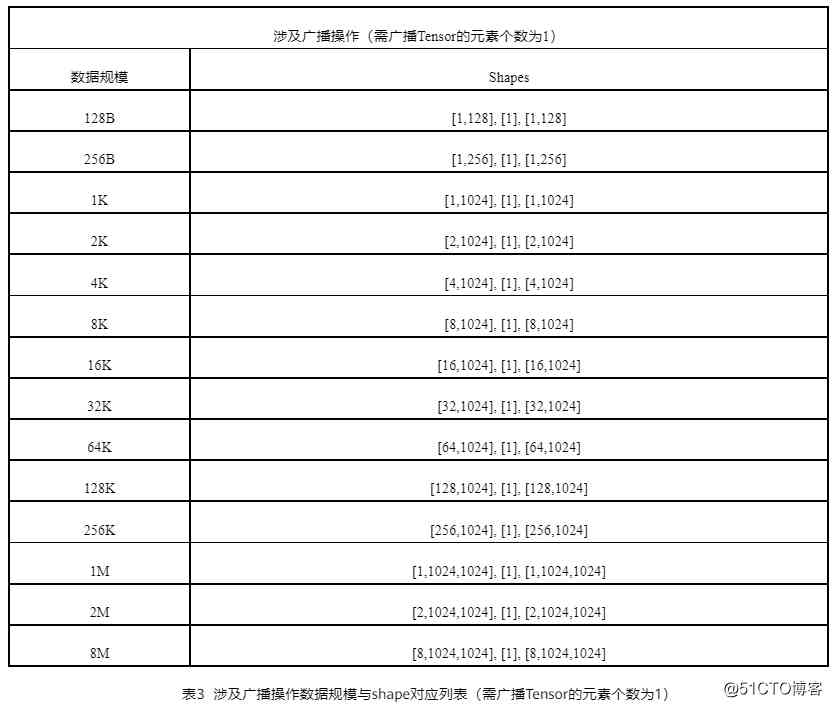 涉及广播操作（需广播Tensor的元素个数为1）
数据规模 Shapes
128B [1,128], [1], [1,128]
256B [1,256], [1], [1,256]
1K [1,1024], [1], [1,1024]
2K [2,1024], [1], [2,1024]
4K [4,1024], [1], [4,1024]
8K [8,1024], [1], [8,1024]
16K [16,1024], [1], [16,1024]
32K [32,1024], [1], [32,1024]
64K [64,1024], [1], [64,1024]
128K [128,1024], [1], [128,1024]
256K [256,1024], [1], [256,1024]
1M [1,1024,1024], [1], [1,1024,1024]
2M [2,1024,1024], [1], [2,1024,1024]
8M [8,1024,1024], [1], [8,1024,1024]
表3 涉及广播操作数据规模与shape对应列表（需广播Tensor的元素个数为1）
@51CTO博客